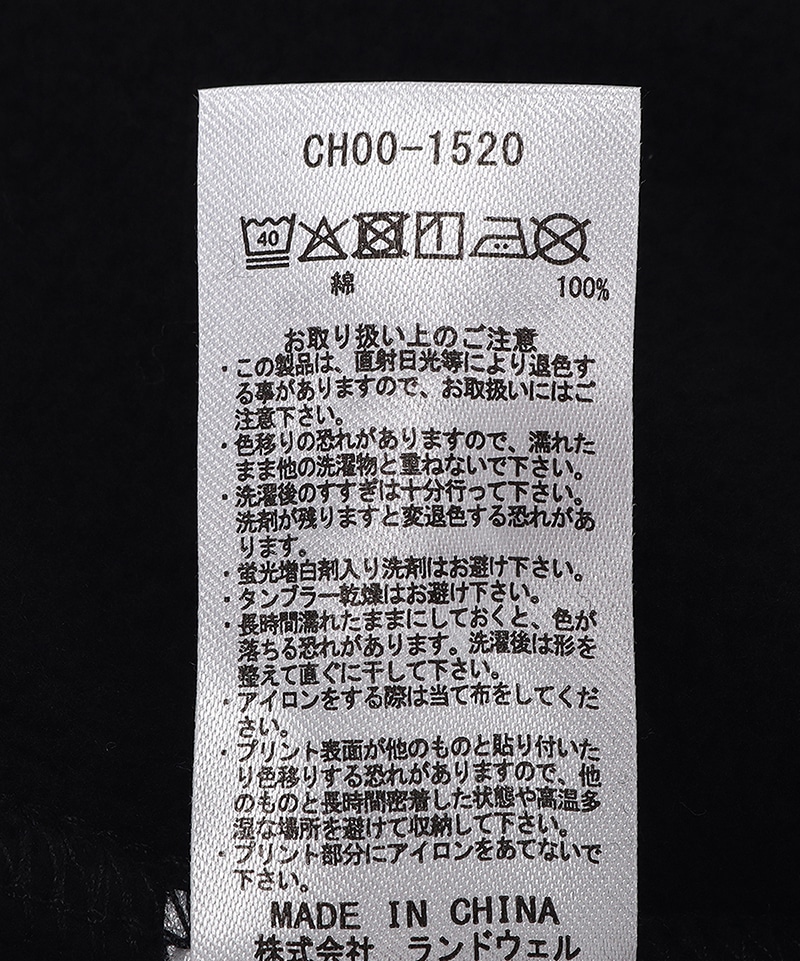 CH00-1520
40
綿 100%
お取り扱い上のご注意
・この製品は、直射日光等により退色す
る事がありますので、お取扱いにはご
注意下さい。
・色移りの恐れがありますので、濡れた
まま他の洗濯物と重ねないで下さい。
・洗濯後のすすぎは十分行って下さい。
洗剤が残りますと変退色する恐れがあ
ります。
・蛍光増白剤入り洗剤はお避け下さい。
・タンブラー乾燥はお避け下さい。
・長時間濡れたままにしておくと、色が
落ちる恐れがあります。洗濯後は形を
整えて直ぐに干して下さい。
・アイロンをする際は当て布をしてくだ
さい。
・プリント表面が他のものと貼り付いた
り色移りする恐れがありますので、他
のものと長時間密着した状態や高温多
湿な場所を避けて収納して下さい。
・プリント部分にアイロンをあてないで
下さい。
MADE IN CHINA
株式会社 ランドウェル